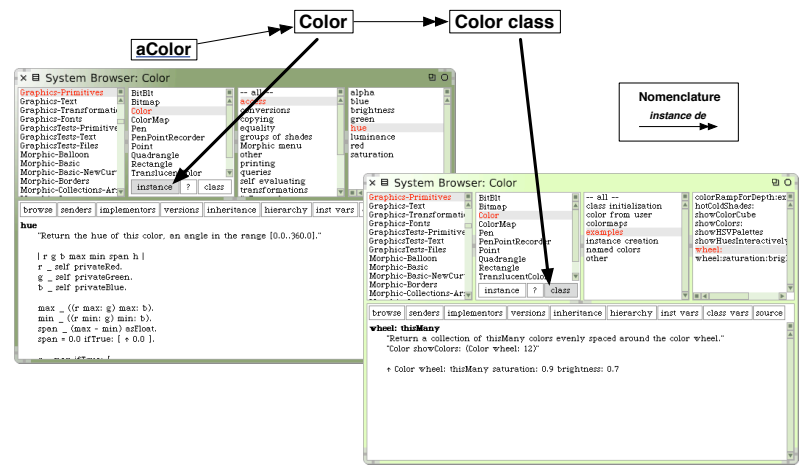 Color
Color class
aColor
Nomenclature
instance de
System Browser: Color
Graphics-Primitives
Graphics-Text
Graphics-Transformatio
Graphics-Fonts
GraphicsTests-Primitive
GraphicsTests-Text
GraphicsTests-Files
Morphic-Balloon
Morphic-Basic
Morphic-Basic-NewCur
Morphic-Borders
Morphic-Collections-Ar
BitBlt
Bitmap
Color
ColorMap
Pen
PenPointRecorder
Point
Quadrangle
Rectangle
TranslucentColor
instance ? class
-- all --
access
conversions
copying
equality
groups of shades
Morphic menu
other
printing
queries
self evaluating
transformations
alpha
blue
brightness
green
hue
luminance
red
saturation
browse senders implementors versions inheritance hierarchy inst vars
hue
"Return the hue of this color, an angle in the range [0.0..360.0]."
| r g b max min span h |
r _ self privateRed.
g _ self privateGreen.
b _ self privateBlue.
max _ ((r max: g) max: b).
min _ ((r min: g) min: b).
span _ (max - min) asFloat.
span = 0.0 ifTrue: [ ↑ 0.0 ].
System Browser: Color
Graphics-Primitives
Graphics-Text
Graphics-Transformatio
Graphics-Fonts
GraphicsTests-Primitive
GraphicsTests-Text
GraphicsTests-Files
Morphic-Balloon
Morphic-Basic
Morphic-Basic-NewCur
Morphic-Borders
Morphic-Collections-Ar
BitBlt
Bitmap
Color
ColorMap
Pen
PenPointRecorder
Point
Quadrangle
Rectangle
TranslucentColor
instance ? class
-- all --
class initialization
color from user
colormaps
examples
instance creation
named colors
other
colorRampForDepth:ex
hotColdShades:
showColorCube
showColors:
showHSVPalettes
showHuesInteractively
wheel:
wheel:saturation:brig
browse senders implementors versions inheritance hierarchy inst vars class vars source
wheel: thisMany
"Return a collection of thisMany colors evenly spaced around the color wheel."
"Color showColors: (Color wheel: 12)"
↑ Color wheel: thisMany saturation: 0.9 brightness: 0.7